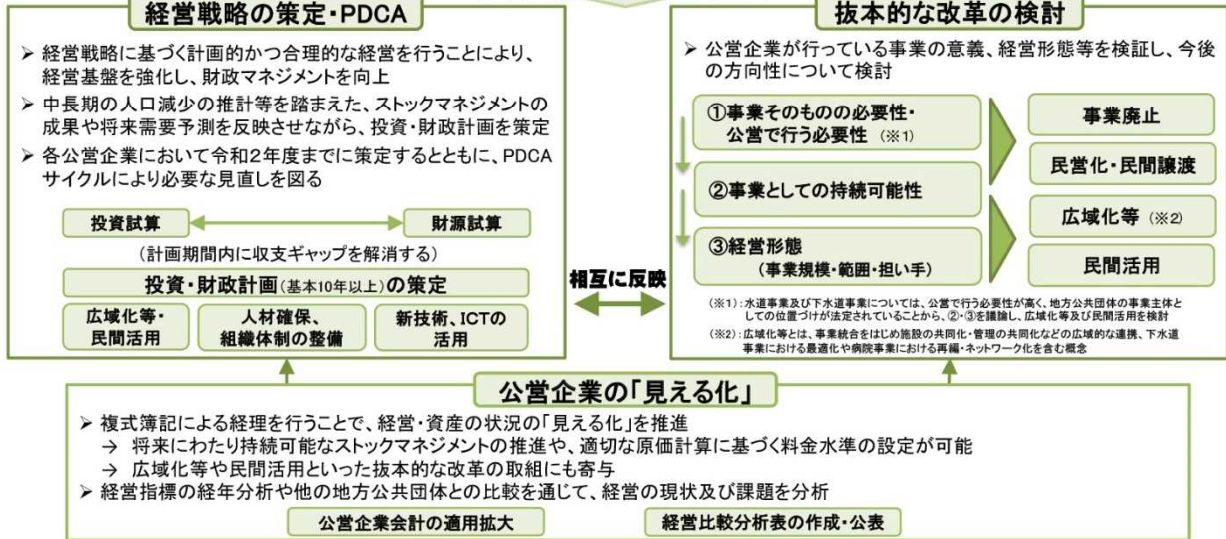 経営戦略の策定・PDCA
➢ 経営戦略に基づく計画的かつ合理的な経営を行うことにより、
経営基盤を強化し、財政マネジメントを向上
➢ 中長期の人口減少の推計等を踏まえた、ストックマネジメントの
成果や将来需要予測を反映させながら、投資・財政計画を策定
➢ 各公営企業において令和2年度までに策定するとともに、PDCA
サイクルにより必要な見直しを図る
投資試算
財源試算
(計画期間内に収支ギャップを解消する)
投資・財政計画(基本10年以上)の策定
広域化等・
民間活用
人材確保、
組織体制の整備
新技術、ICTの
活用
相互に反映
抜本的な改革の検討
➢ 公営企業が行っている事業の意義、経営形態等を検証し、今後
の方向性について検討
①事業そのものの必要性・
公営で行う必要性 (※1)
②事業としての持続可能性
③経営形態
(事業規模・範囲・担い手)
事業廃止
民営化・民間譲渡
広域化等 (※2)
民間活用
(※1):水道事業及び下水道事業については、公営で行う必要性が高く、地方公共団体の事業主体と
しての位置づけが法定されていることから、②・③を議論し、広域化等及び民間活用を検討
(※2):広域化等とは、事業統合をはじめ施設の共同化・管理の共同化などの広域的な連携、下水道
事業における最適化や病院事業における再編・ネットワーク化を含む概念
公営企業の「見える化」
➢ 複式簿記による経理を行うことで、経営・資産の状況の「見える化」を推進
→ 将来にわたり持続可能なストックマネジメントの推進や、適切な原価計算に基づく料金水準の設定が可能
→ 広域化等や民間活用といった抜本的な改革の取組にも寄与
➢ 経営指標の経年分析や他の地方公共団体との比較を通じて、経営の現状及び課題を分析
公営企業会計の適用拡大
経営比較分析表の作成・公表